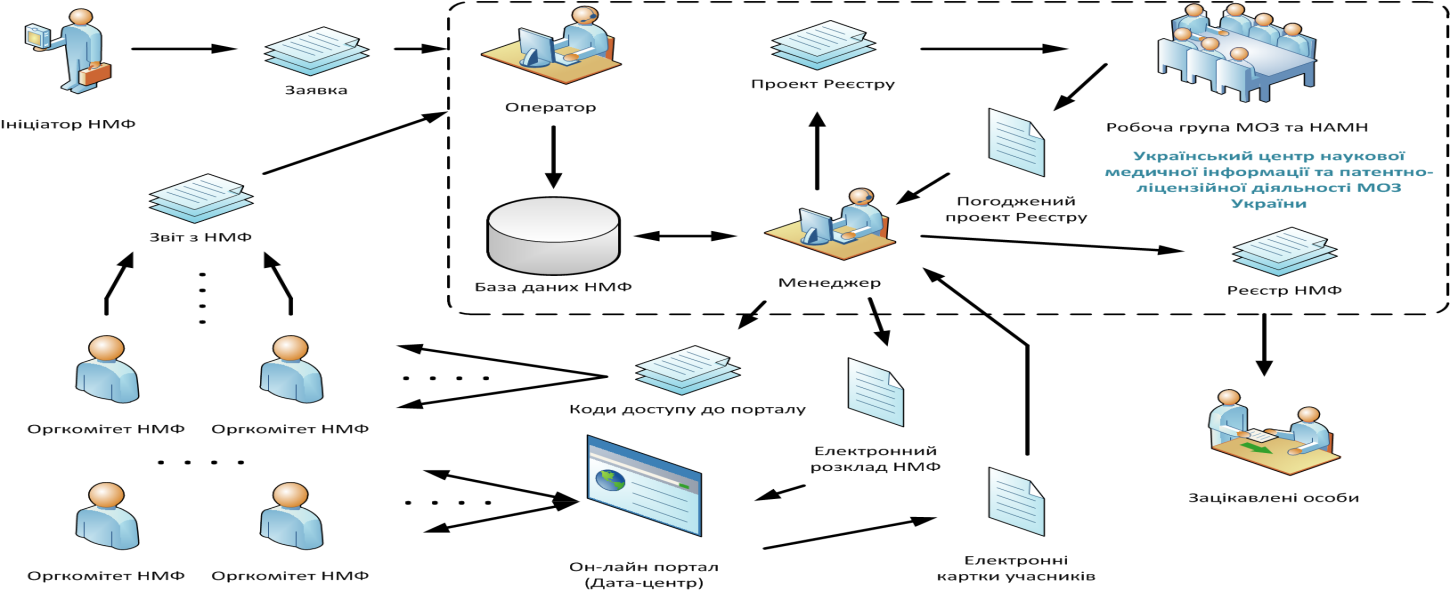 Ініціатор НМФ
Заявка
Оператор
Проект Реєстру
Робоча група МОЗ та НАМН
Український центр наукової
медичної інформації та патентно-
ліцензійної діяльності МОЗ
України
Погоджений
проект Реєстру
Звіт з НМФ
База даних НМФ
Менеджер
Реєстр НМФ
Оргкомітет НМФ
Оргкомітет НМФ
Коди доступу до порталу
Електронний
розклад НМФ
Зацікавлені особи
Оргкомітет НМФ
Оргкомітет НМФ
Он-лайн портал
(Дата-центр)
Електронні
картки учасників